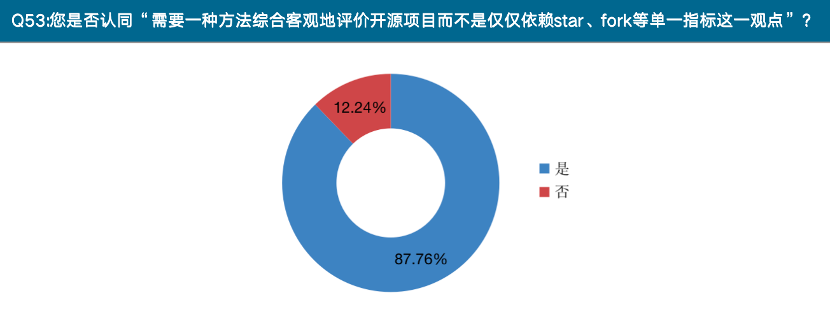 Q53:您是否认同“需要一种方法综合客观地评价开源项目而不是仅仅依赖star、fork等单一指标这一观点”?
12.24%
是
否
87.76%